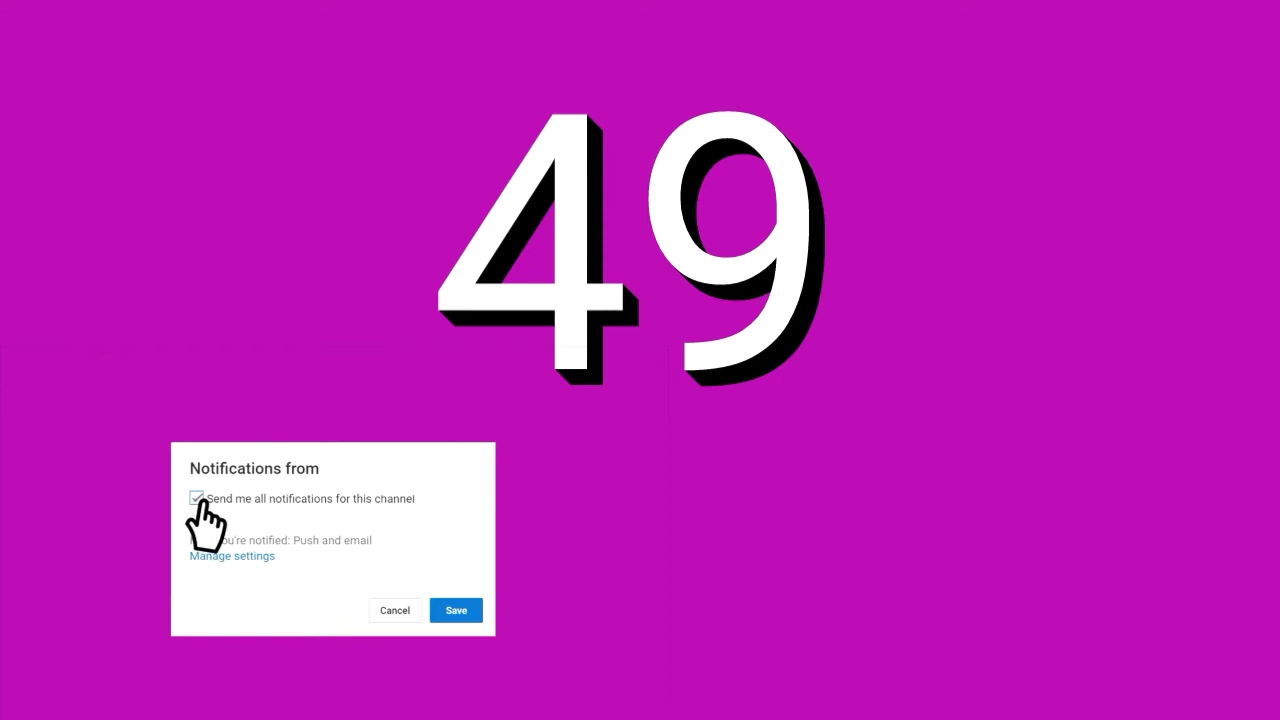 49
Notifications from
Send me all notifications for this channel
you're notified: Push and email
Manage settings
Cancel
Save